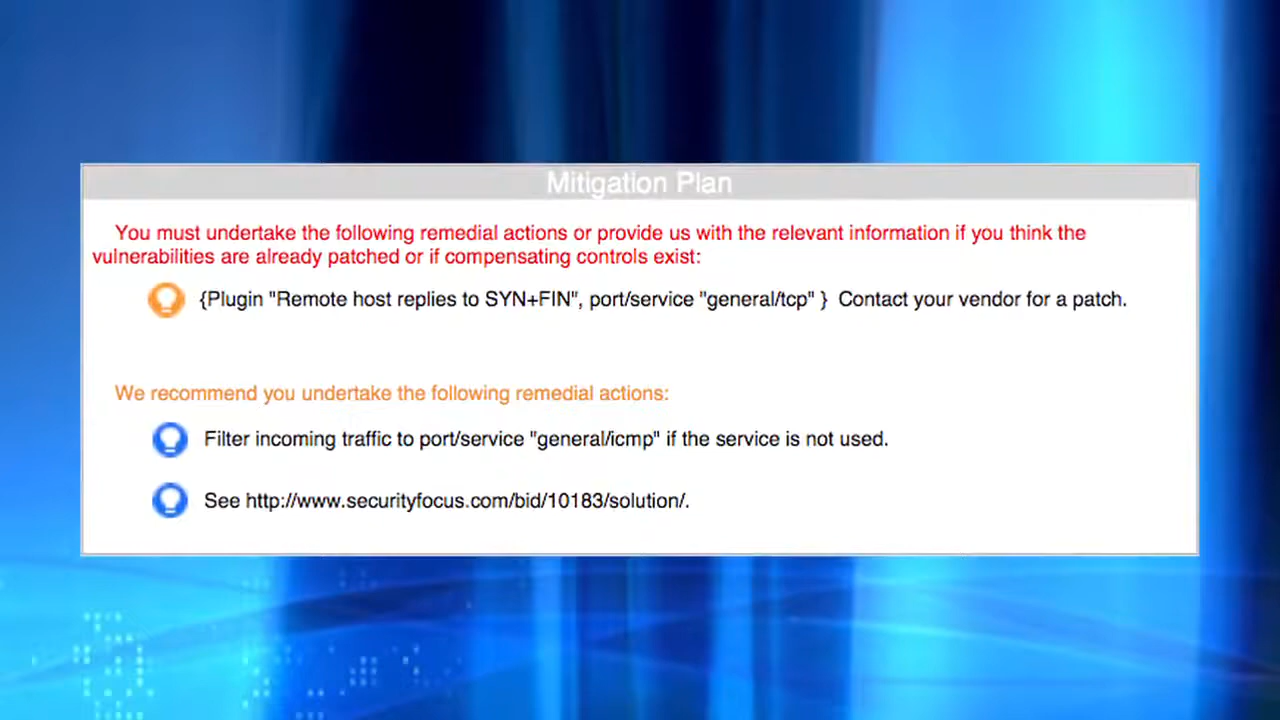 Mitigation Plan
You must undertake the following remedial actions or provide us with the relevant information if you think the
vulnerabilities are already patched or if compensating controls exist:
{Plugin "Remote host replies to SYN+FIN", port/service "general/tcp" }  Contact your vendor for a patch.
We recommend you undertake the following remedial actions:
Filter incoming traffic to port/service "general/icmp" if the service is not used.
See http://www.securityfocus.com/bid/10183/solution/.